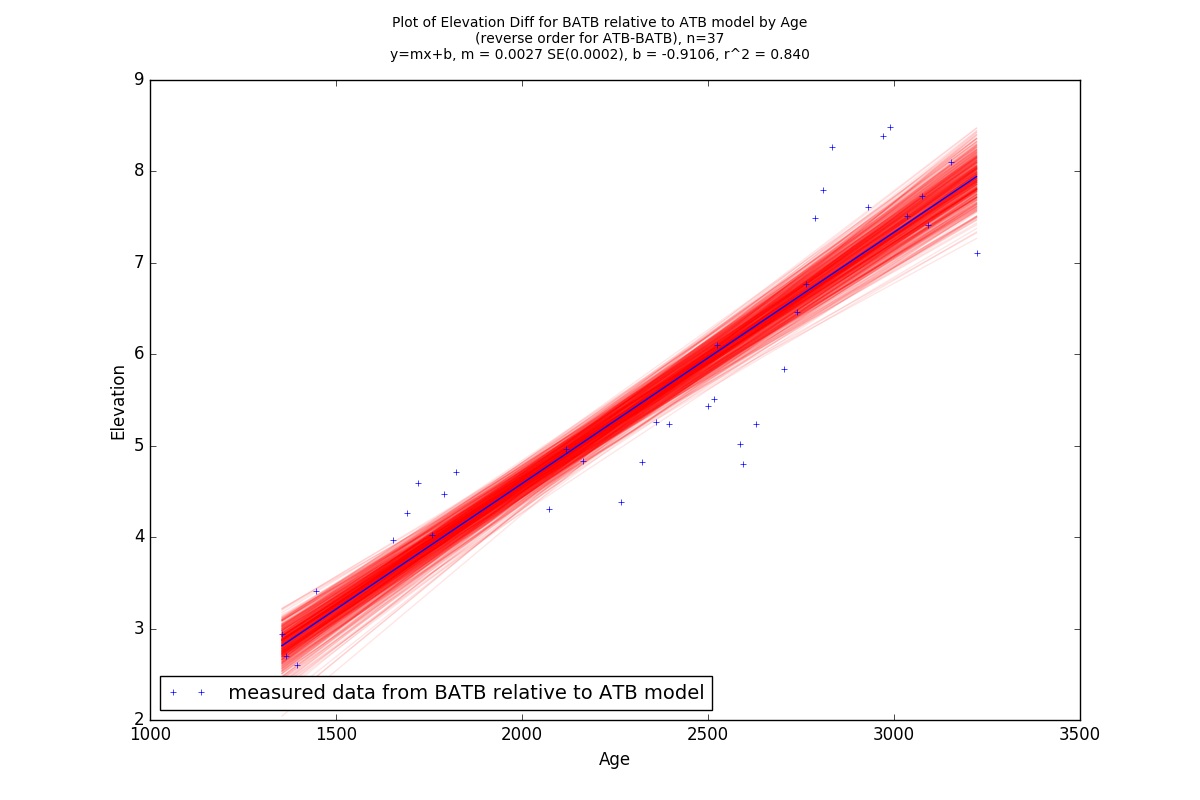 Plot of Elevation Diff for BATB relative to ATB model by Age
(reverse order for ATB-BATB), n=37
y=mx+b, m = 0.0027 SE(0.0002), b = -0.9106, r^2 = 0.840
9
8
7
6
5
4
3
2
Elevation
measured data from BATB relative to ATB model
1000 1500 2000 2500 3000 3500
Age